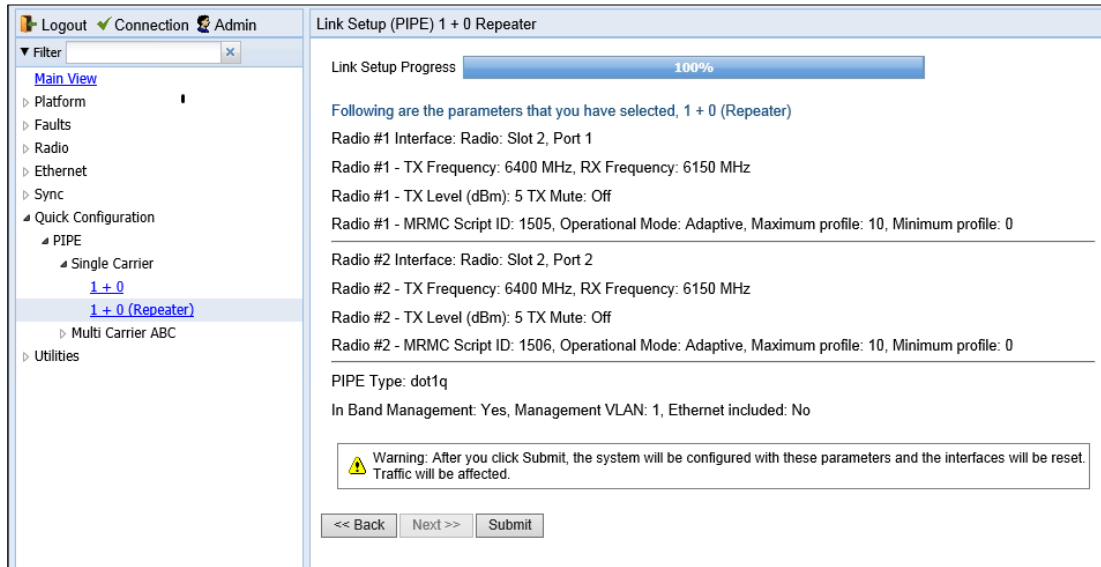 Logout Connection Admin
Filter
Main View
Platform
Faults
Radio
Ethernet
Sync
Quick Configuration
PIPE
Single Carrier
1 + 0
1 + 0 (Repeater)
Multi Carrier ABC
Utilities
Link Setup (PIPE) 1 + 0 Repeater
Link Setup Progress 100%
Following are the parameters that you have selected, 1 + 0 (Repeater)
Radio #1 Interface: Radio: Slot 2, Port 1
Radio #1 - TX Frequency: 6400 MHz, RX Frequency: 6150 MHz
Radio #1 - TX Level (dBm): 5 TX Mute: Off
Radio #1 - MRMC Script ID: 1505, Operational Mode: Adaptive, Maximum profile: 10, Minimum profile: 0
Radio #2 Interface: Radio: Slot 2, Port 2
Radio #2 - TX Frequency: 6400 MHz, RX Frequency: 6150 MHz
Radio #2 - TX Level (dBm): 5 TX Mute: Off
Radio #2 - MRMC Script ID: 1506, Operational Mode: Adaptive, Maximum profile: 10, Minimum profile: 0
PIPE Type: dot1q
In Band Management: Yes, Management VLAN: 1, Ethernet included: No
Warning: After you click Submit, the system will be configured with these parameters and the interfaces will be reset.
Traffic will be affected.
<< Back Next >> Submit